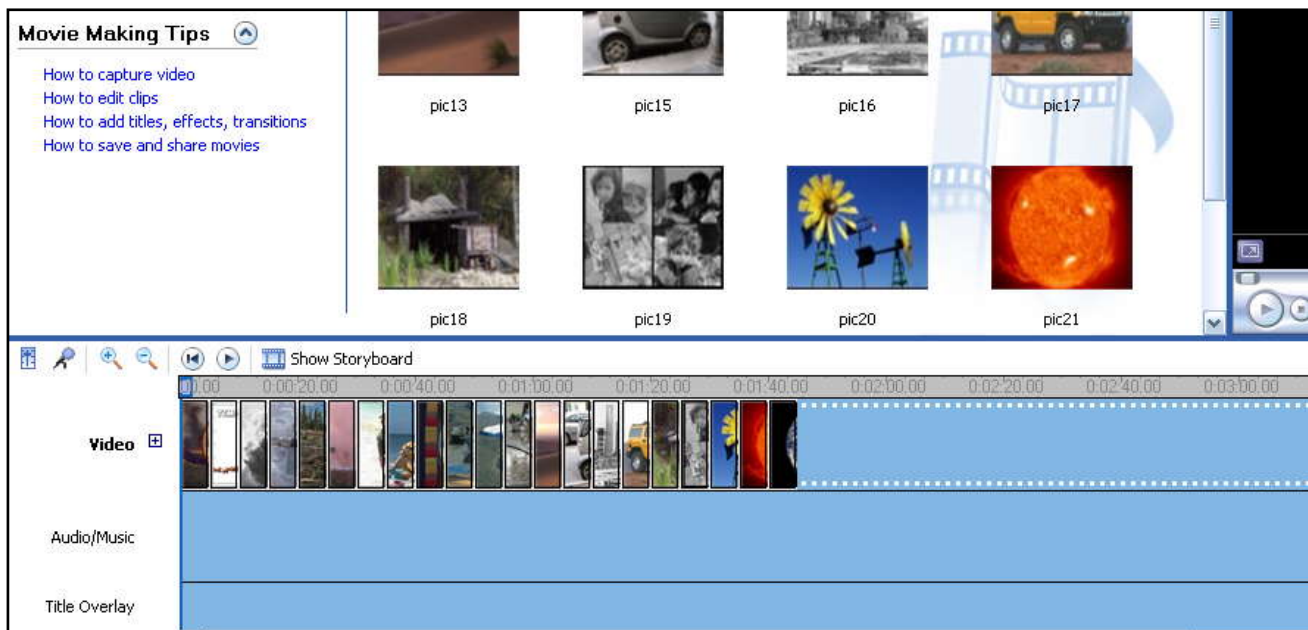 Movie Making Tips
How to capture video
How to edit clips
How to add titles, effects, transitions
How to save and share movies
pic13
pic15
pic16
pic17
pic18
pic19
pic20
pic21
Show Storyboard
0:00:20.00
0:00:40.00
0:01:00.00
0:01:20.00
0:01:40.00
0:02:00.00
0:02:20.00
0:02:40.00
0:03:00.00
Video
Audio/Music
Title Overlay